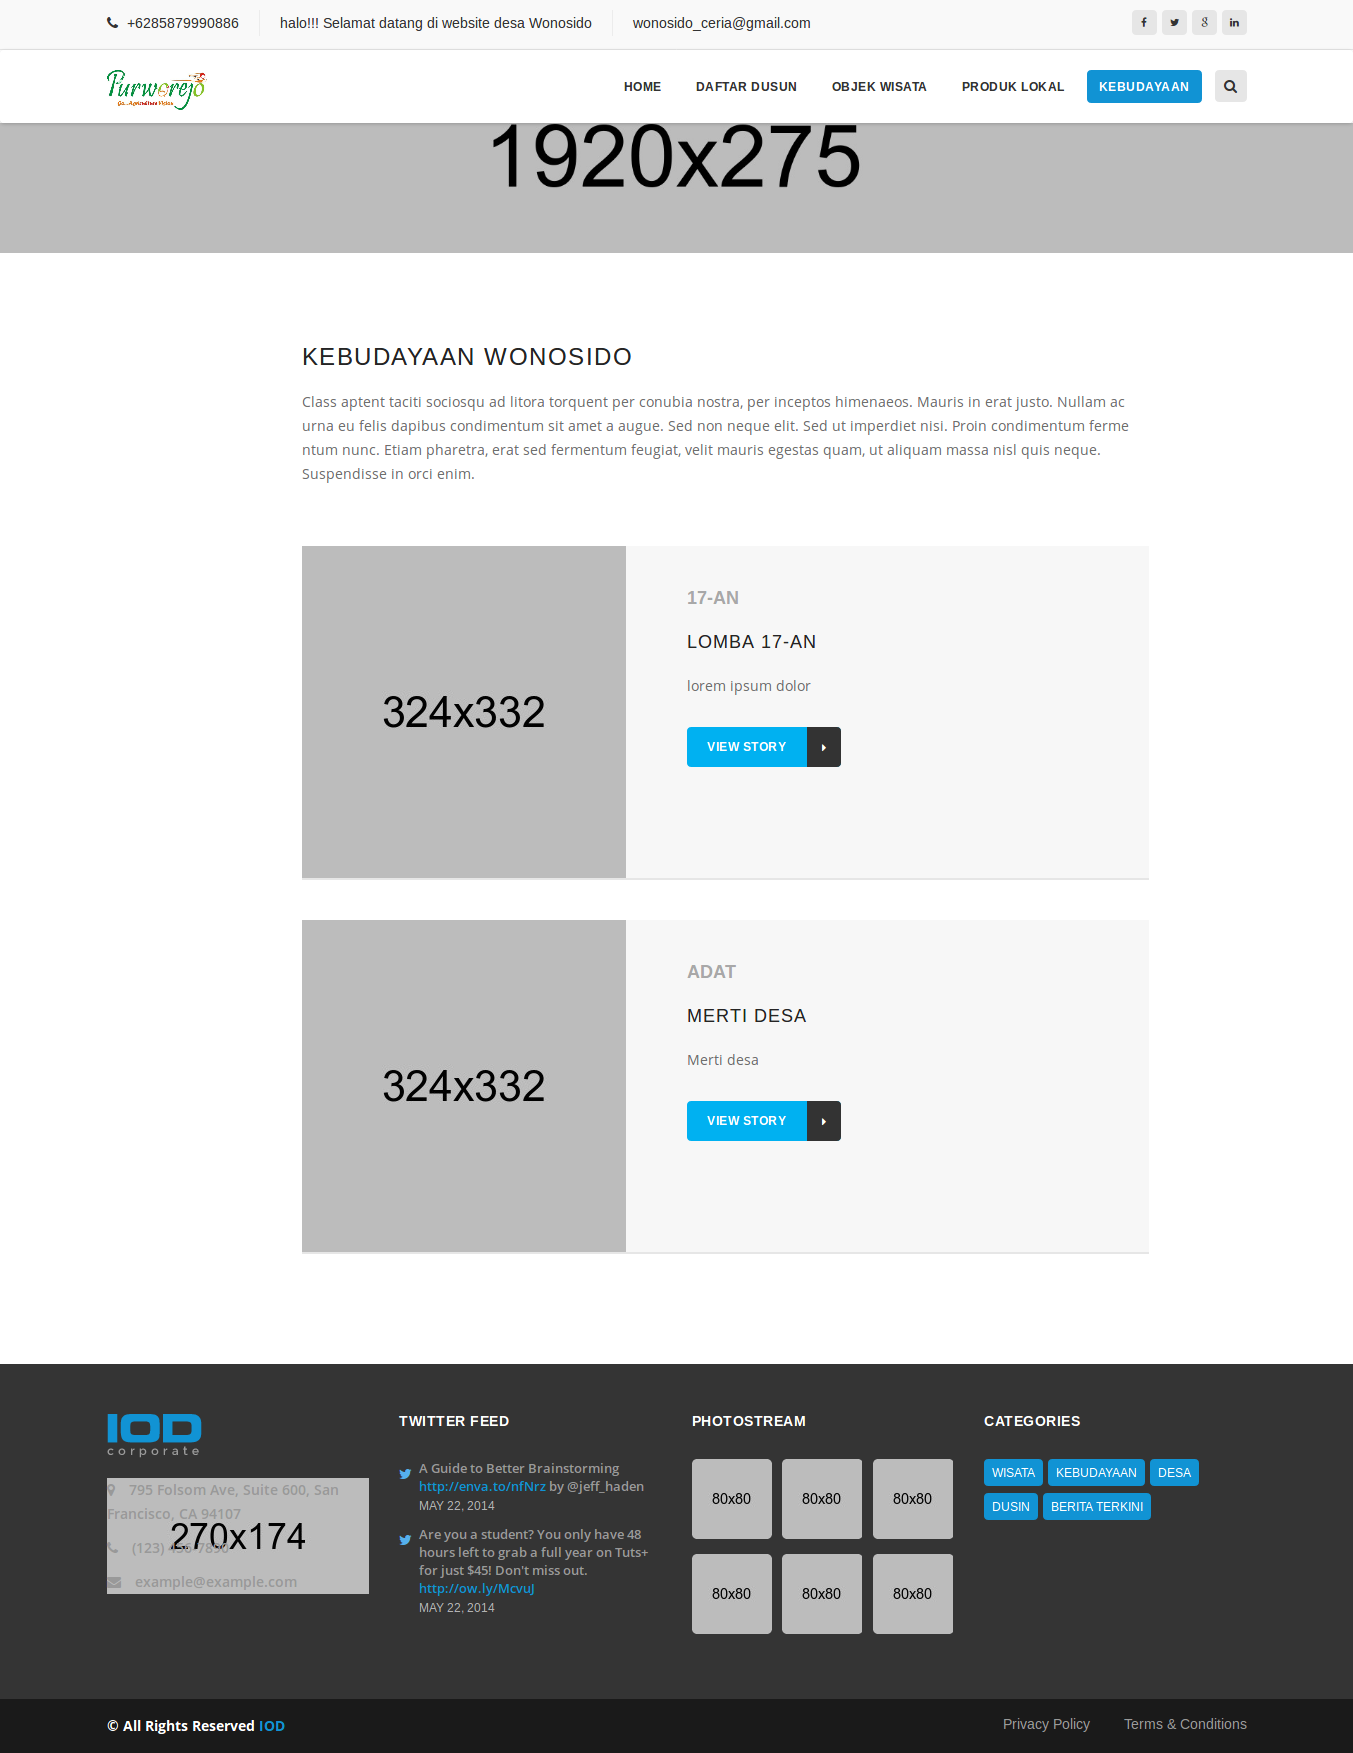 +6285879990886 halo!!! Selamat datang di website desa Wonosido wonosido_ceria@gmail.com
Purworejo
HOME DAFTAR DUSUN OBJEK WISATA PRODUK LOKAL KEBUDAYAAN
1920x275
KEBUDAYAAN WONOSIDO
Class aptent taciti sociosqu ad litora torquent per conubia nostra, per inceptos himenaeos. Mauris in erat justo. Nullam ac
urna eu felis dapibus condimentum sit amet a augue. Sed non neque elit. Sed ut imperdiet nisi. Proin condimentum ferme
ntum nunc. Etiam pharetra, erat sed fermentum feugiat, velit mauris egestas quam, ut aliquam massa nisl quis neque.
Suspendisse in orci enim.
324x332
17-AN
LOMBA 17-AN
lorem ipsum dolor
VIEW STORY
324x332
ADAT
MERTI DESA
Merti desa
VIEW STORY
IOD
corporate
795 Folsom Ave, Suite 600, San
Francisco, CA 94107
270x174
(123) 456-7890
example@example.com
TWITTER FEED
A Guide to Better Brainstorming
http://enva.to/nfNrz by @jeff_haden
MAY 22, 2014
Are you a student? You only have 48
hours left to grab a full year on Tuts+
for just $45! Don't miss out.
http://ow.ly/McvuJ
MAY 22, 2014
PHOTOSTREAM
80x80 80x80 80x80
80x80 80x80 80x80
CATEGORIES
WISATA KEBUDAYAAN DESA
DUSIN BERITA TERKINI
© All Rights Reserved IOD
Privacy Policy Terms & Conditions